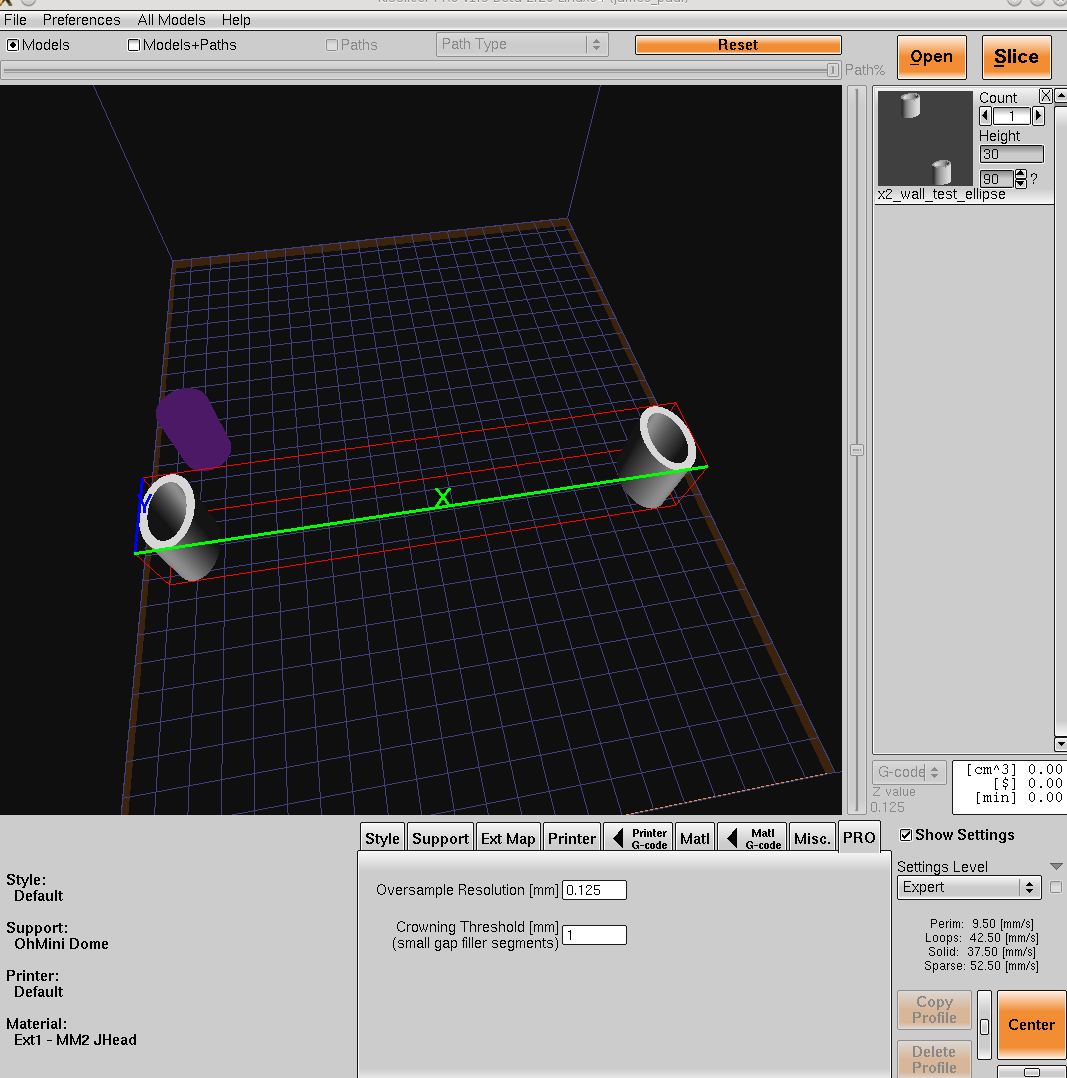 File Preferences All Models Help
Models Models+Paths Paths Path Type Reset Open Slice
Path%
Count
1
Height
30
90 ?
x2_wall_test_ellipse
Y X
G-code
Z value
0.125
[cm^3] 0.00
[$] 0.00
[min] 0.00
Style Support Ext Map Printer Printer G-code Matl Matl G-code Misc. PRO
Show Settings
Settings Level
Expert
Oversample Resolution [mm] 0.125
Crowning Threshold [mm]
(small gap filler segments) 1
Style:
Default
Support:
OhMini Dome
Printer:
Default
Material:
Ext1 - MM2 JHead
Perim: 9.50 [mm/s]
Loops: 42.50 [mm/s]
Solid: 37.50 [mm/s]
Sparse: 52.50 [mm/s]
Copy
Profile
Center
Delete
Profile